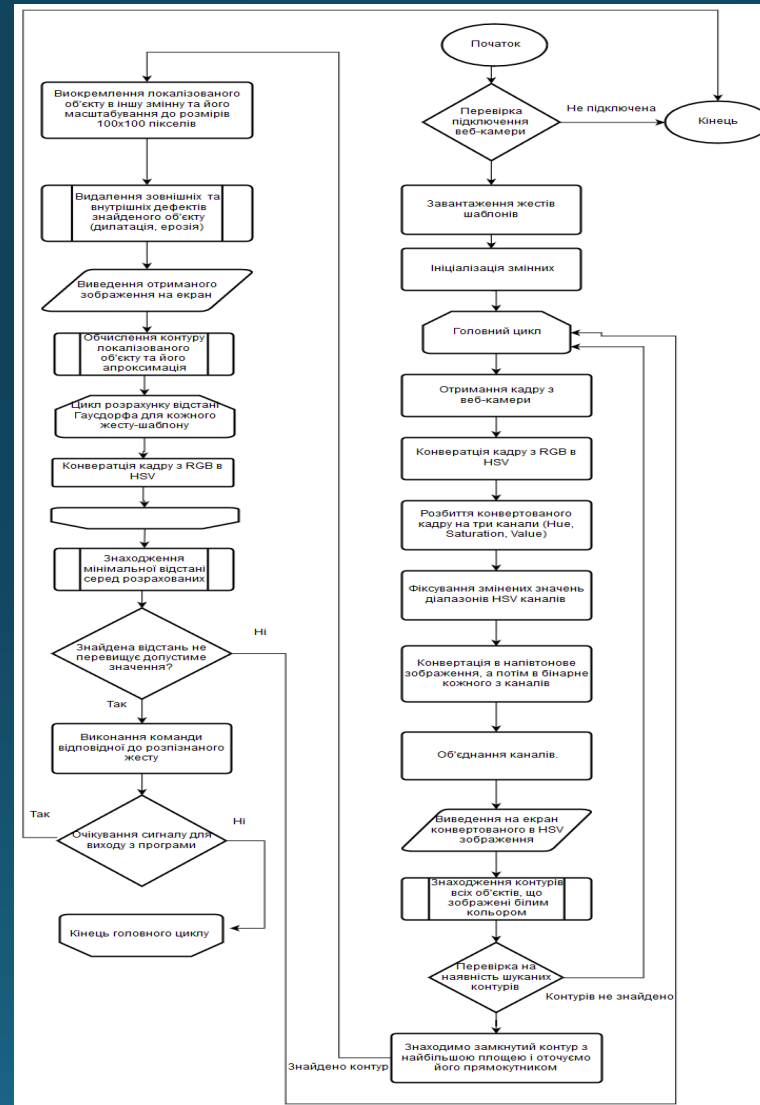 Початок
Перевірка
підключення
веб-камери
Не підключена
Кінець
Завантаження жестів
шаблонів
Ініціалізація змінних
Головний цикл
Отримання кадру з
веб-камери
Конвертація кадру з RGB в
HSV
Розбиття конвертованого
кадру на три канали (Hue,
Saturation, Value)
Фіксування змінених значень
діапазонів HSV каналів
Конвертація в напівтонове
зображення, а потім в бінарне
кожного з каналів
Об'єднання каналів.
Виведення на екран
конвертованого в HSV
зображення
Знаходження контурів
всіх об'єктів, що
зображені білим
кольором
Перевірка на
наявність шуканих
контурів
Контурів не знайдено
Знаходимо замкнутий контур з
найбільшою площею і оточуємо
його прямокутником
Знайдено контур
Виокремлення локалізованого
об'єкту в іншу змінну та його
масштабування до розмірів
100х100 пікселів
Видалення зовнішніх та
внутрішніх дефектів
знайденого об'єкту
(дилатація, ерозія)
Виведення отриманого
зображення на екран
Обчислення контуру
локалізованого
об'єкту та його
апроксимація
Цикл розрахунку відстані
Гаусдорфа для кожного
жесту-шаблону
Конвератція кадру з RGB в
HSV
Знаходження
мінімальної відстані
серед розрахованих
Знайдена відстань не
перевищує допустиме
значення?
Ні
Так
Виконання команди
відповідної до розпізнаного
жесту
Очікування сигналу для
виходу з програми
Так
Ні
Кінець головного циклу